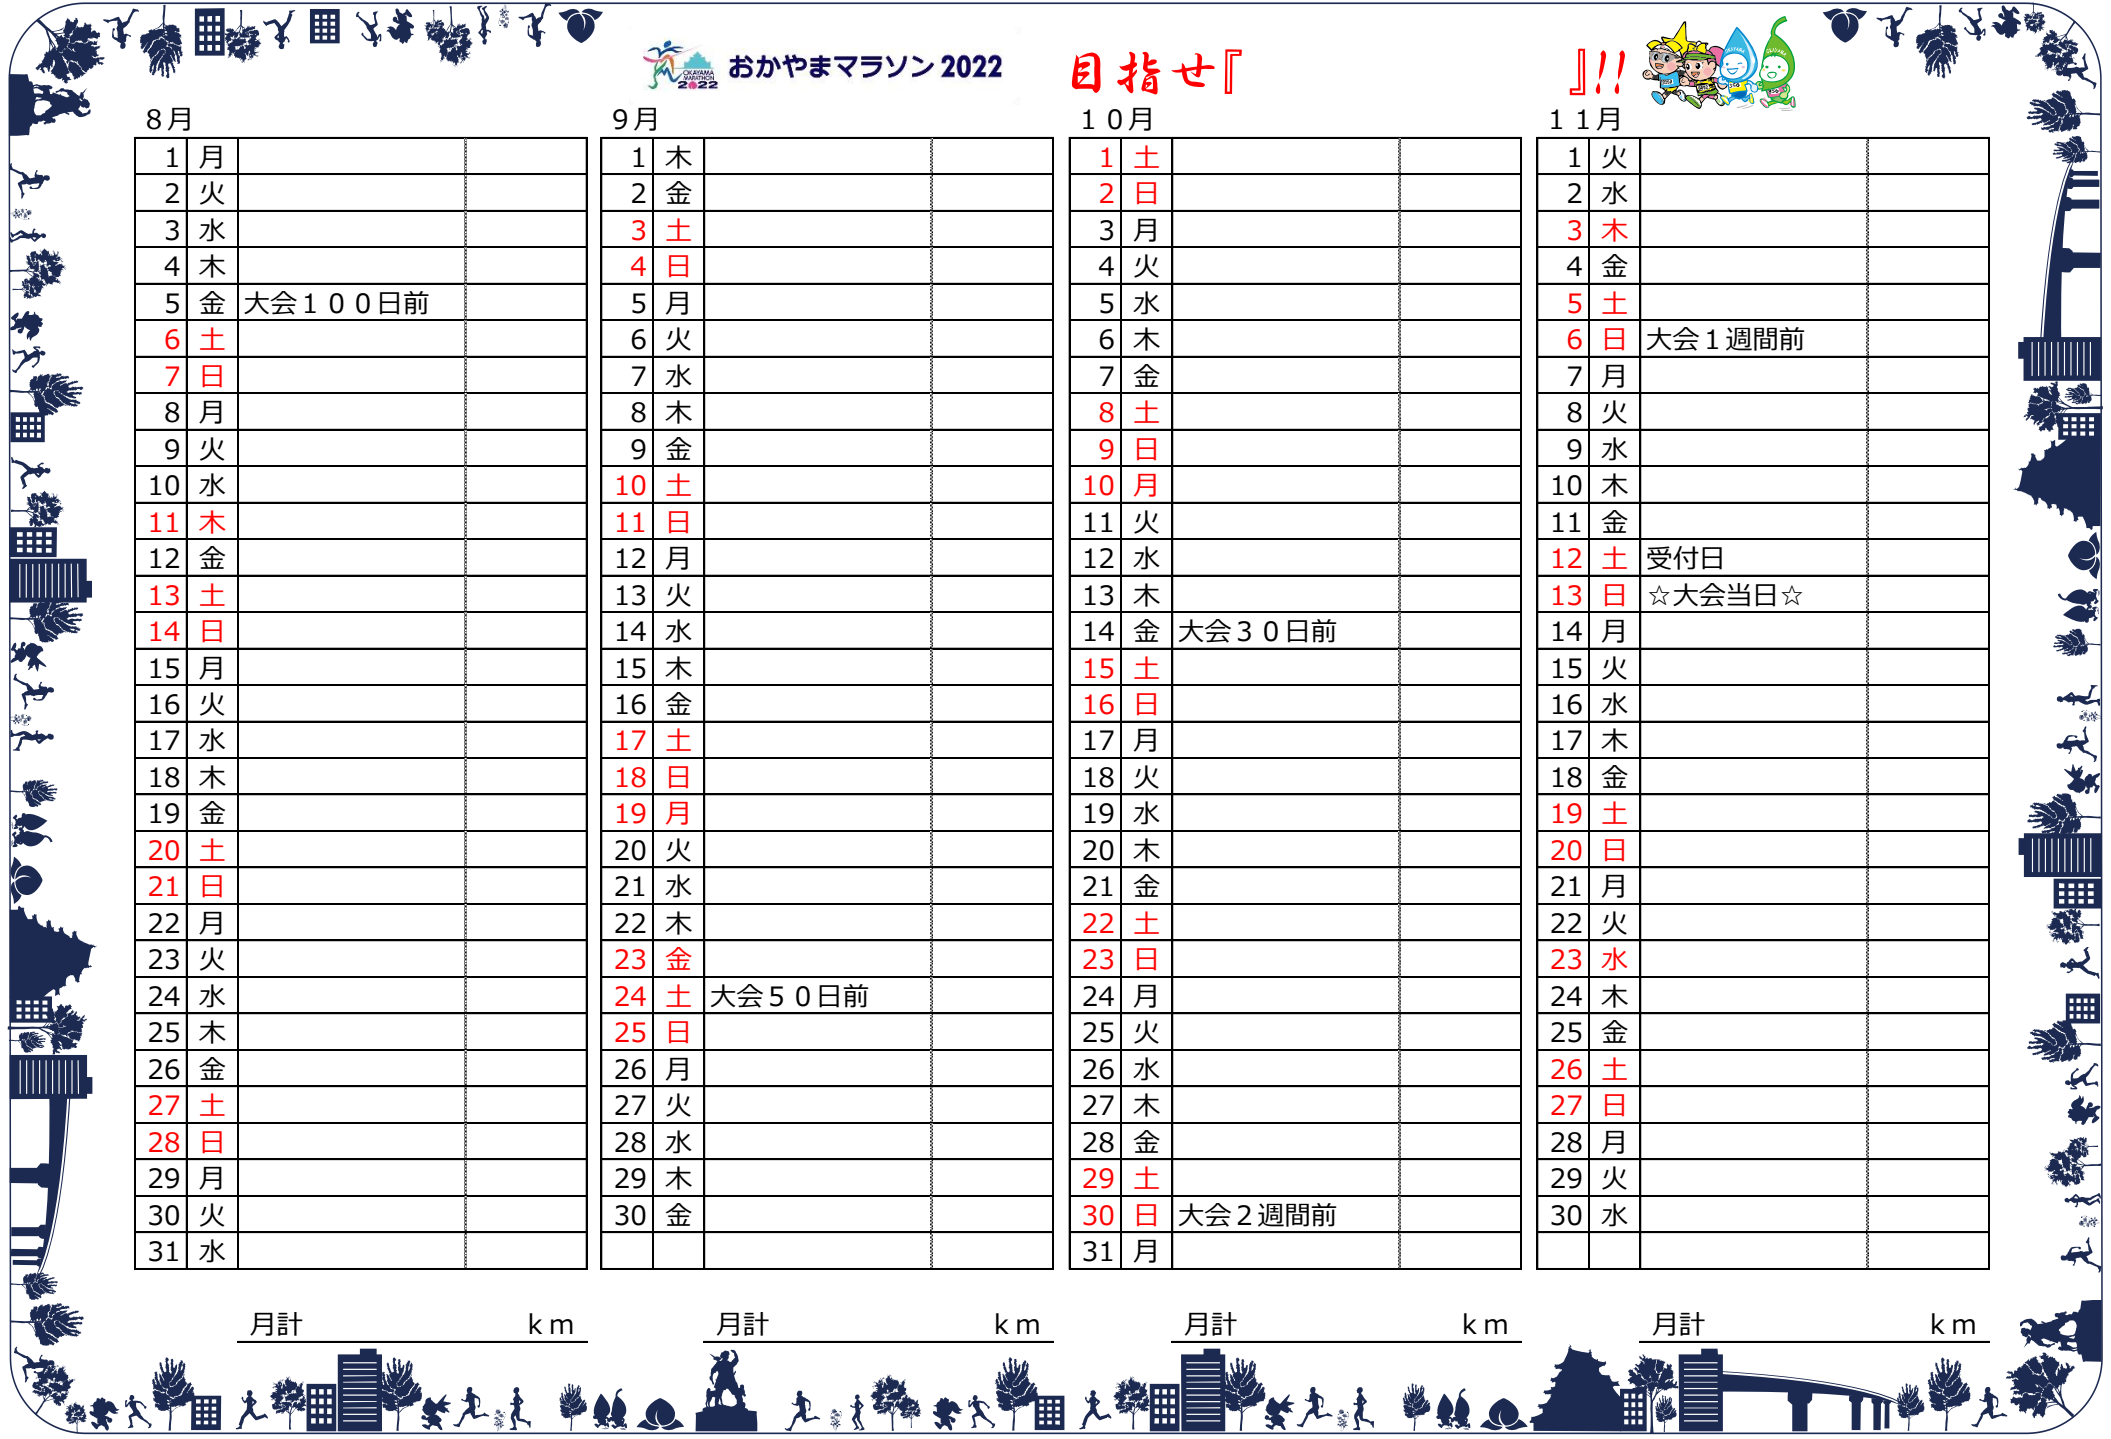 OKAYAMA MARATHON 2022
おかやまマラソン 2022
目指せ『　　　』!!
８月
1 月
2 火
3 水
4 木
5 金 大会１００日前
6 土
7 日
8 月
9 火
10 水
11 木
12 金
13 土
14 日
15 月
16 火
17 水
18 木
19 金
20 土
21 日
22 月
23 火
24 水
25 木
26 金
27 土
28 日
29 月
30 火
31 水
月計 ｋｍ
９月
1 木
2 金
3 土
4 日
5 月
6 火
7 水
8 木
9 金
10 土
11 日
12 月
13 火
14 水
15 木
16 金
17 土
18 日
19 月
20 火
21 水
22 木
23 金
24 土 大会５０日前
25 日
26 月
27 火
28 水
29 木
30 金
月計 ｋｍ
１０月
1 土
2 日
3 月
4 火
5 水
6 木
7 金
8 土
9 日
10 月
11 火
12 水
13 木
14 金 大会３０日前
15 土
16 日
17 月
18 火
19 水
20 木
21 金
22 土
23 日
24 月
25 火
26 水
27 木
28 金
29 土
30 日 大会２週間前
31 月
月計 ｋｍ
１１月
1 火
2 水
3 木
4 金
5 土
6 日 大会１週間前
7 月
8 火
9 水
10 木
11 金
12 土 受付日
13 日 ☆大会当日☆
14 月
15 火
16 水
17 木
18 金
19 土
20 日
21 月
22 火
23 水
24 木
25 金
26 土
27 日
28 月
29 火
30 水
月計 ｋｍ